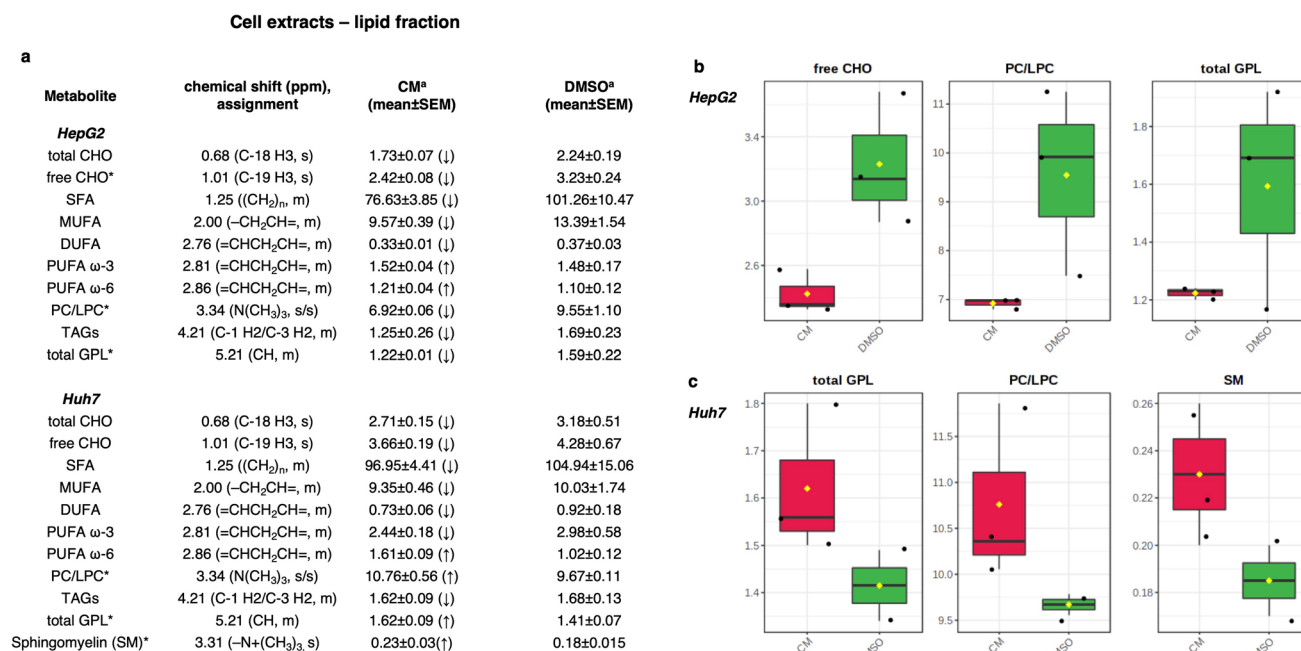 Cell extracts – lipid fraction
a
Metabolite chemical shift (ppm), assignment CMᵃ (mean±SEM) DMSOᵃ (mean±SEM)
HepG2
total CHO 0.68 (C-18 H3, s) 1.73±0.07 (↓) 2.24±0.19
free CHO* 1.01 (C-19 H3, s) 2.42±0.08 (↓) 3.23±0.24
SFA 1.25 ((CH₂)ₙ, m) 76.63±3.85 (↓) 101.26±10.47
MUFA 2.00 (–CH₂CH=, m) 9.57±0.39 (↓) 13.39±1.54
DUFA 2.76 (=CHCH₂CH=, m) 0.33±0.01 (↓) 0.37±0.03
PUFA ω-3 2.81 (=CHCH₂CH=, m) 1.52±0.04 (↑) 1.48±0.17
PUFA ω-6 2.86 (=CHCH₂CH=, m) 1.21±0.04 (↑) 1.10±0.12
PC/LPC* 3.34 (N(CH₃)₃, s/s) 6.92±0.06 (↓) 9.55±1.10
TAGs 4.21 (C-1 H2/C-3 H2, m) 1.25±0.26 (↓) 1.69±0.23
total GPL* 5.21 (CH, m) 1.22±0.01 (↓) 1.59±0.22
Huh7
total CHO 0.68 (C-18 H3, s) 2.71±0.15 (↓) 3.18±0.51
free CHO 1.01 (C-19 H3, s) 3.66±0.19 (↓) 4.28±0.67
SFA 1.25 ((CH₂)ₙ, m) 96.95±4.41 (↓) 104.94±15.06
MUFA 2.00 (–CH₂CH=, m) 9.35±0.46 (↓) 10.03±1.74
DUFA 2.76 (=CHCH₂CH=, m) 0.73±0.06 (↓) 0.92±0.18
PUFA ω-3 2.81 (=CHCH₂CH=, m) 2.44±0.18 (↓) 2.98±0.58
PUFA ω-6 2.86 (=CHCH₂CH=, m) 1.61±0.09 (↑) 1.02±0.12
PC/LPC* 3.34 (N(CH₃)₃, s/s) 10.76±0.56 (↑) 9.67±0.11
TAGs 4.21 (C-1 H2/C-3 H2, m) 1.62±0.09 (↓) 1.68±0.13
total GPL* 5.21 (CH, m) 1.62±0.09 (↑) 1.41±0.07
Sphingomyelin (SM)* 3.31 (–N+(CH₃)₃, s) 0.23±0.03(↑) 0.18±0.015
b
HepG2
free CHO PC/LPC total GPL
3.4
3.0
2.6
CM DMSO
11
10
9
8
7
CM DMSO
1.8
1.6
1.4
1.2
CM DMSO
c
Huh7
total GPL PC/LPC SM
1.8
1.7
1.6
1.5
1.4
CM DMSO
11.5
11.0
10.5
10.0
9.5
CM DMSO
0.26
0.24
0.22
0.20
0.18
CM DMSO